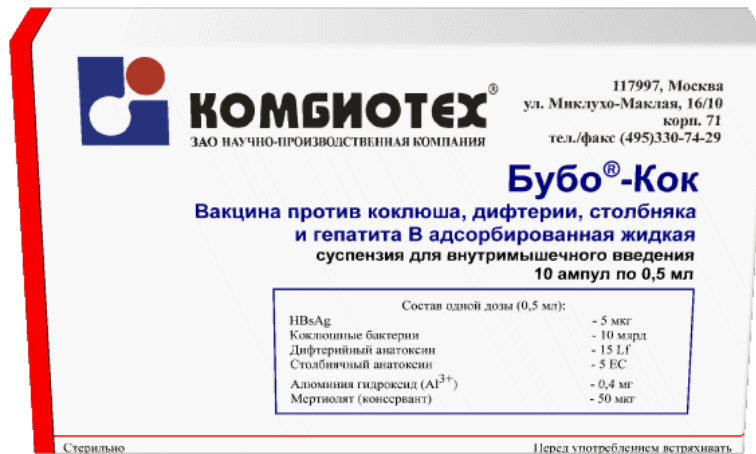 КОМБИОТЕХ®
ЗАО НАУЧНО-ПРОИЗВОДСТВЕННАЯ КОМПАНИЯ
117997, Москва
ул. Миклухо-Маклая, 16/10
корп. 71
тел./факс (495)330-74-29
Бубо®-Кок
Вакцина против коклюша, дифтерии, столбняка
и гепатита В адсорбированная жидкая
суспензия для внутримышечного введения
10 ампул по 0,5 мл
Состав одной дозы (0,5 мл):
HBsAg - 5 мкг
Коклюшные бактерии - 10 млрд
Дифтерийный анатоксин - 15 Lf
Столбнячный анатоксин - 5 ЕС
Алюминия гидроксид (Al³⁺) - 0,4 мг
Мертиолят (консервант) - 50 мкг
Стерильно
Перед употреблением встряхивать